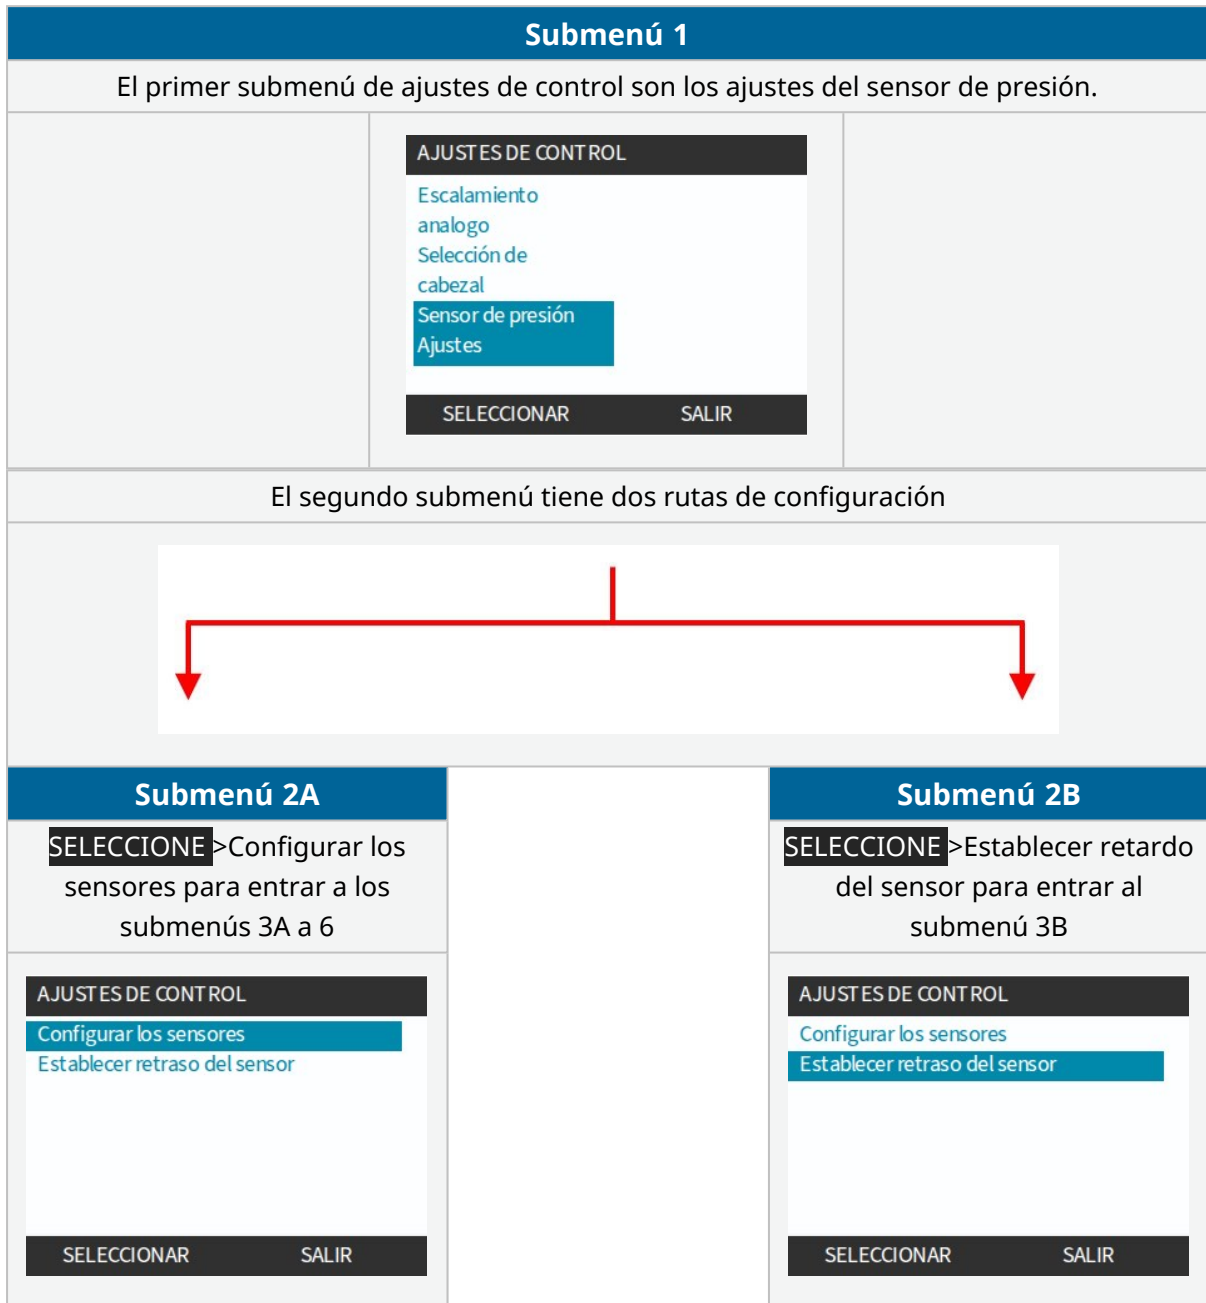 Submenú 1
El primer submenú de ajustes de control son los ajustes del sensor de presión.
AJUSTES DE CONTROL
Escalamiento
analogo
Selección de
cabezal
Sensor de presión
Ajustes
SELECCIONAR SALIR
El segundo submenú tiene dos rutas de configuración
Submenú 2A
SELECCIONE >Configurar los
sensores para entrar a los
submenús 3A a 6
AJUSTES DE CONTROL
Configurar los sensores
Establecer retraso del sensor
SELECCIONAR SALIR
Submenú 2B
SELECCIONE >Establecer retardo
del sensor para entrar al
submenú 3B
AJUSTES DE CONTROL
Configurar los sensores
Establecer retraso del sensor
SELECCIONAR SALIR